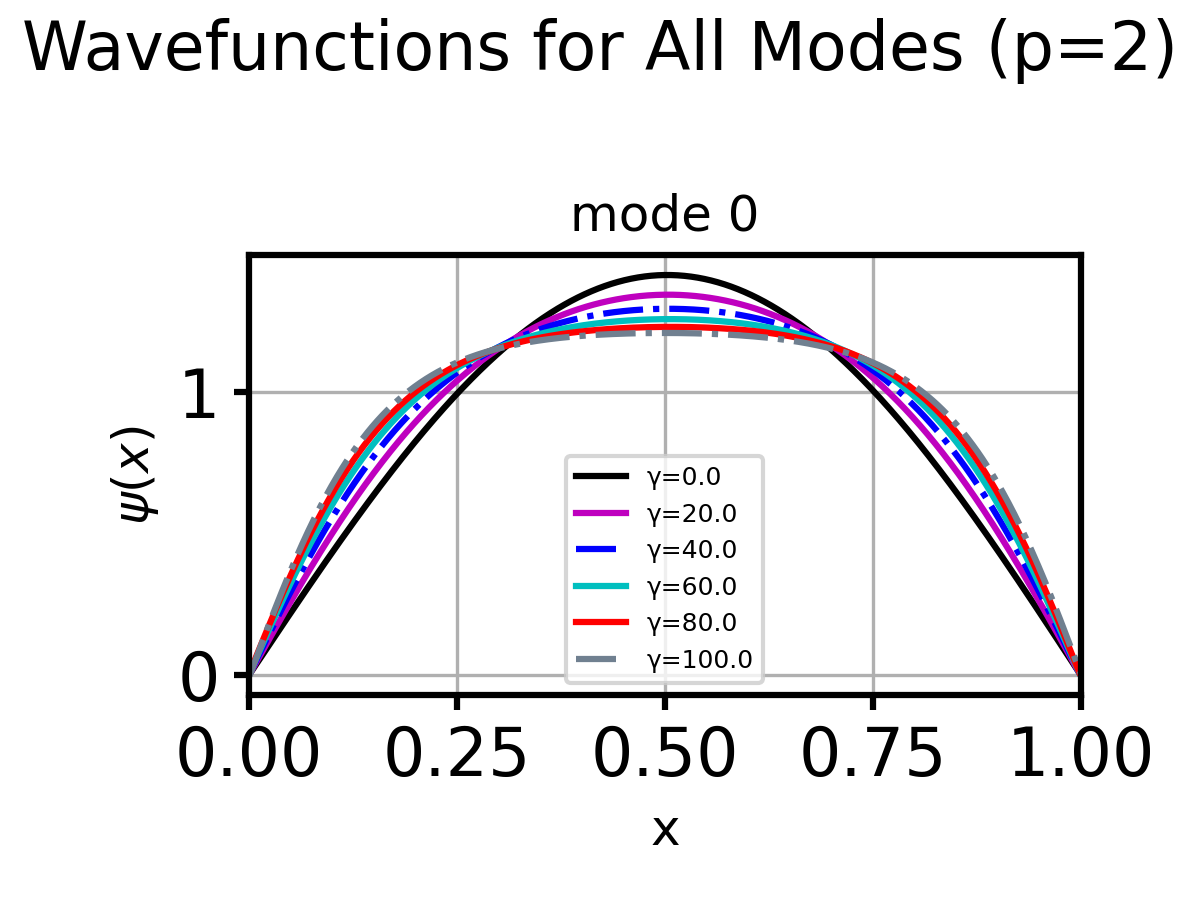 Wavefunctions for All Modes (p=2)
mode 0
ψ(x)
1
0
γ=0.0
γ=20.0
γ=40.0
γ=60.0
γ=80.0
γ=100.0
0.00 0.25 0.50 0.75 1.00
x